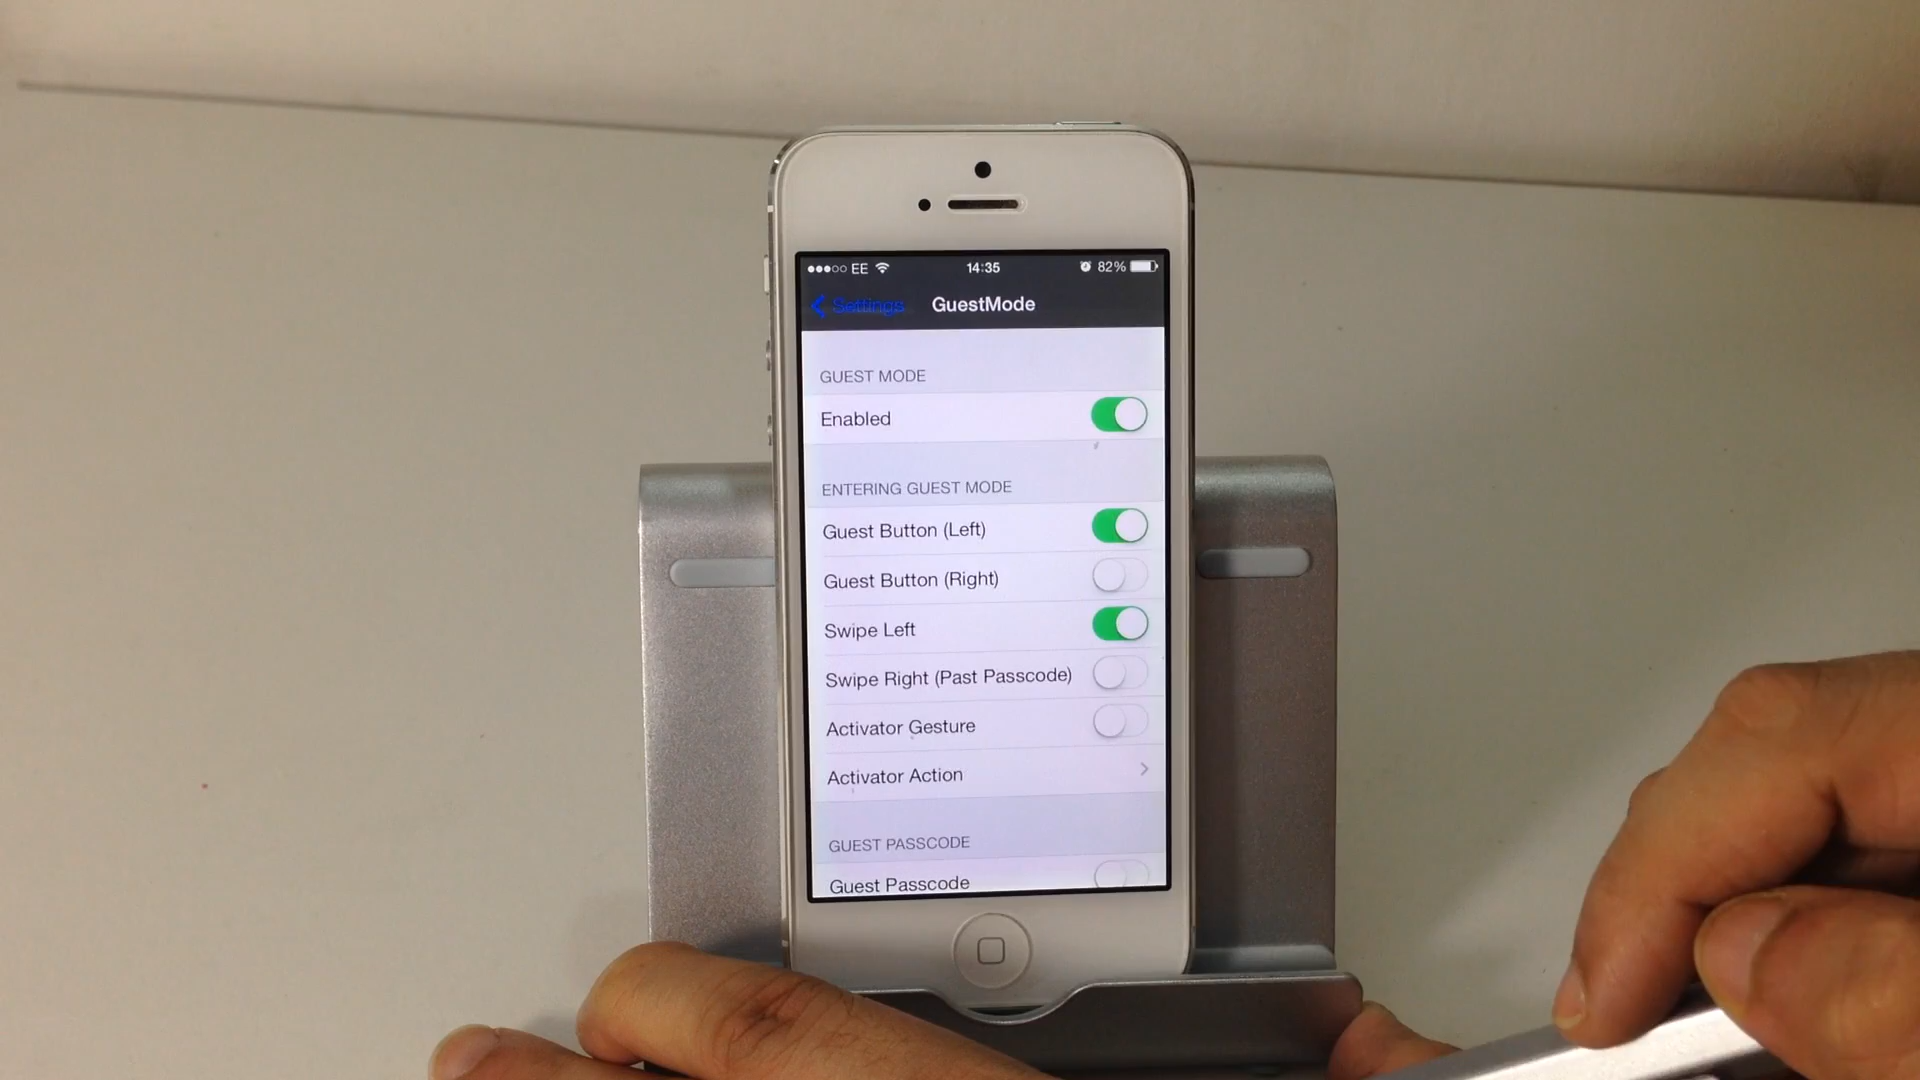 EE 14:35 82%
Settings GuestMode
GUEST MODE
Enabled
ENTERING GUEST MODE
Guest Button (Left)
Guest Button (Right)
Swipe Left
Swipe Right (Past Passcode)
Activator Gesture
Activator Action
GUEST PASSCODE
Guest Passcode